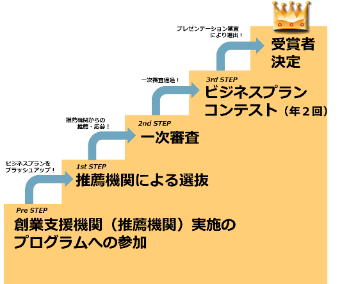 プレゼンテーション審査
により選出！
受賞者
決定
一次審査通過！
3rd STEP
ビジネスプラン
コンテスト（年２回）
推薦機関からの
推薦・応募！
2nd STEP
一次審査
ビジネスプランを
ブラッシュアップ！
1st STEP
推薦機関による選抜
Pre STEP
創業支援機関（推薦機関）実施の
プログラムへの参加